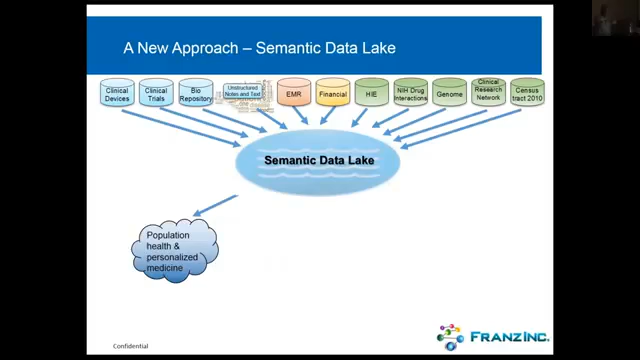 A New Approach – Semantic Data Lake
Clinical
Devices
Clinical
Trials
Bio
Repository
Unstructured
Notes and Text
EMR
Financial
HIE
NIH Drug
Interactions
Genome
Clinical
Research
Network
Census
tract 2010
Semantic Data Lake
Population
health &
personalized
medicine
Confidential
FRANZINC.